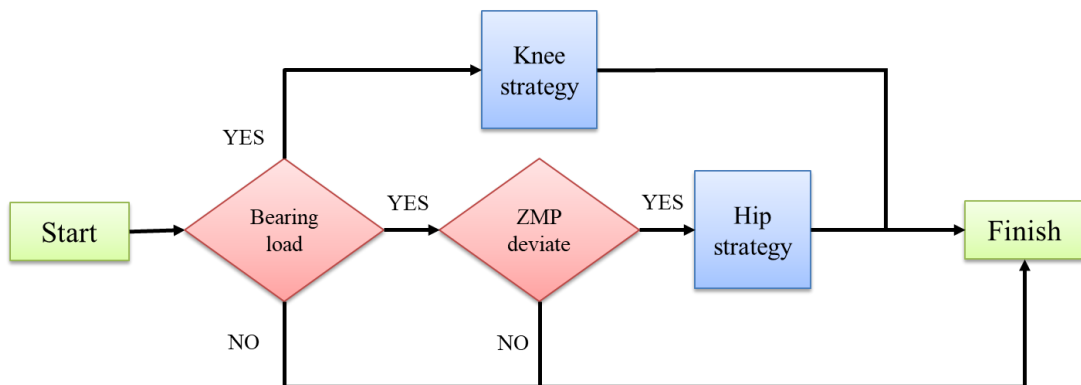 Knee
strategy
YES
Bearing
load
YES
ZMP
deviate
YES
Hip
strategy
Start
Finish
NO
NO